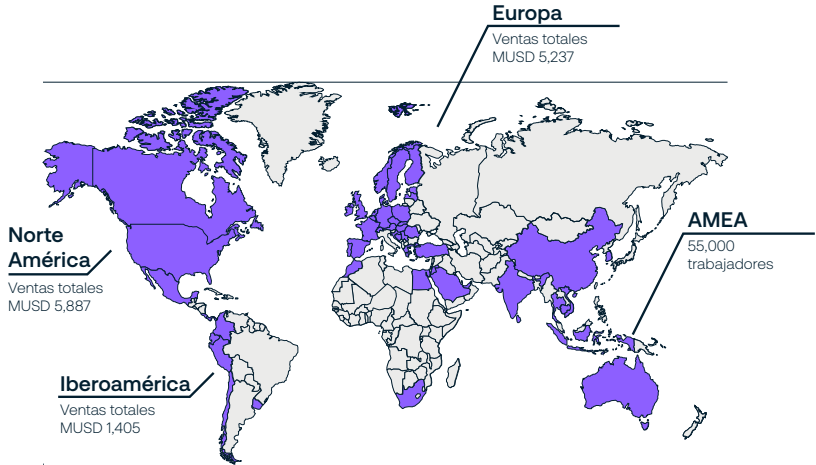 Europa
Ventas totales
MUSD 5,237
AMEA
55,000
trabajadores
Norte
América
Ventas totales
MUSD 5,887
Iberoamérica
Ventas totales
MUSD 1,405